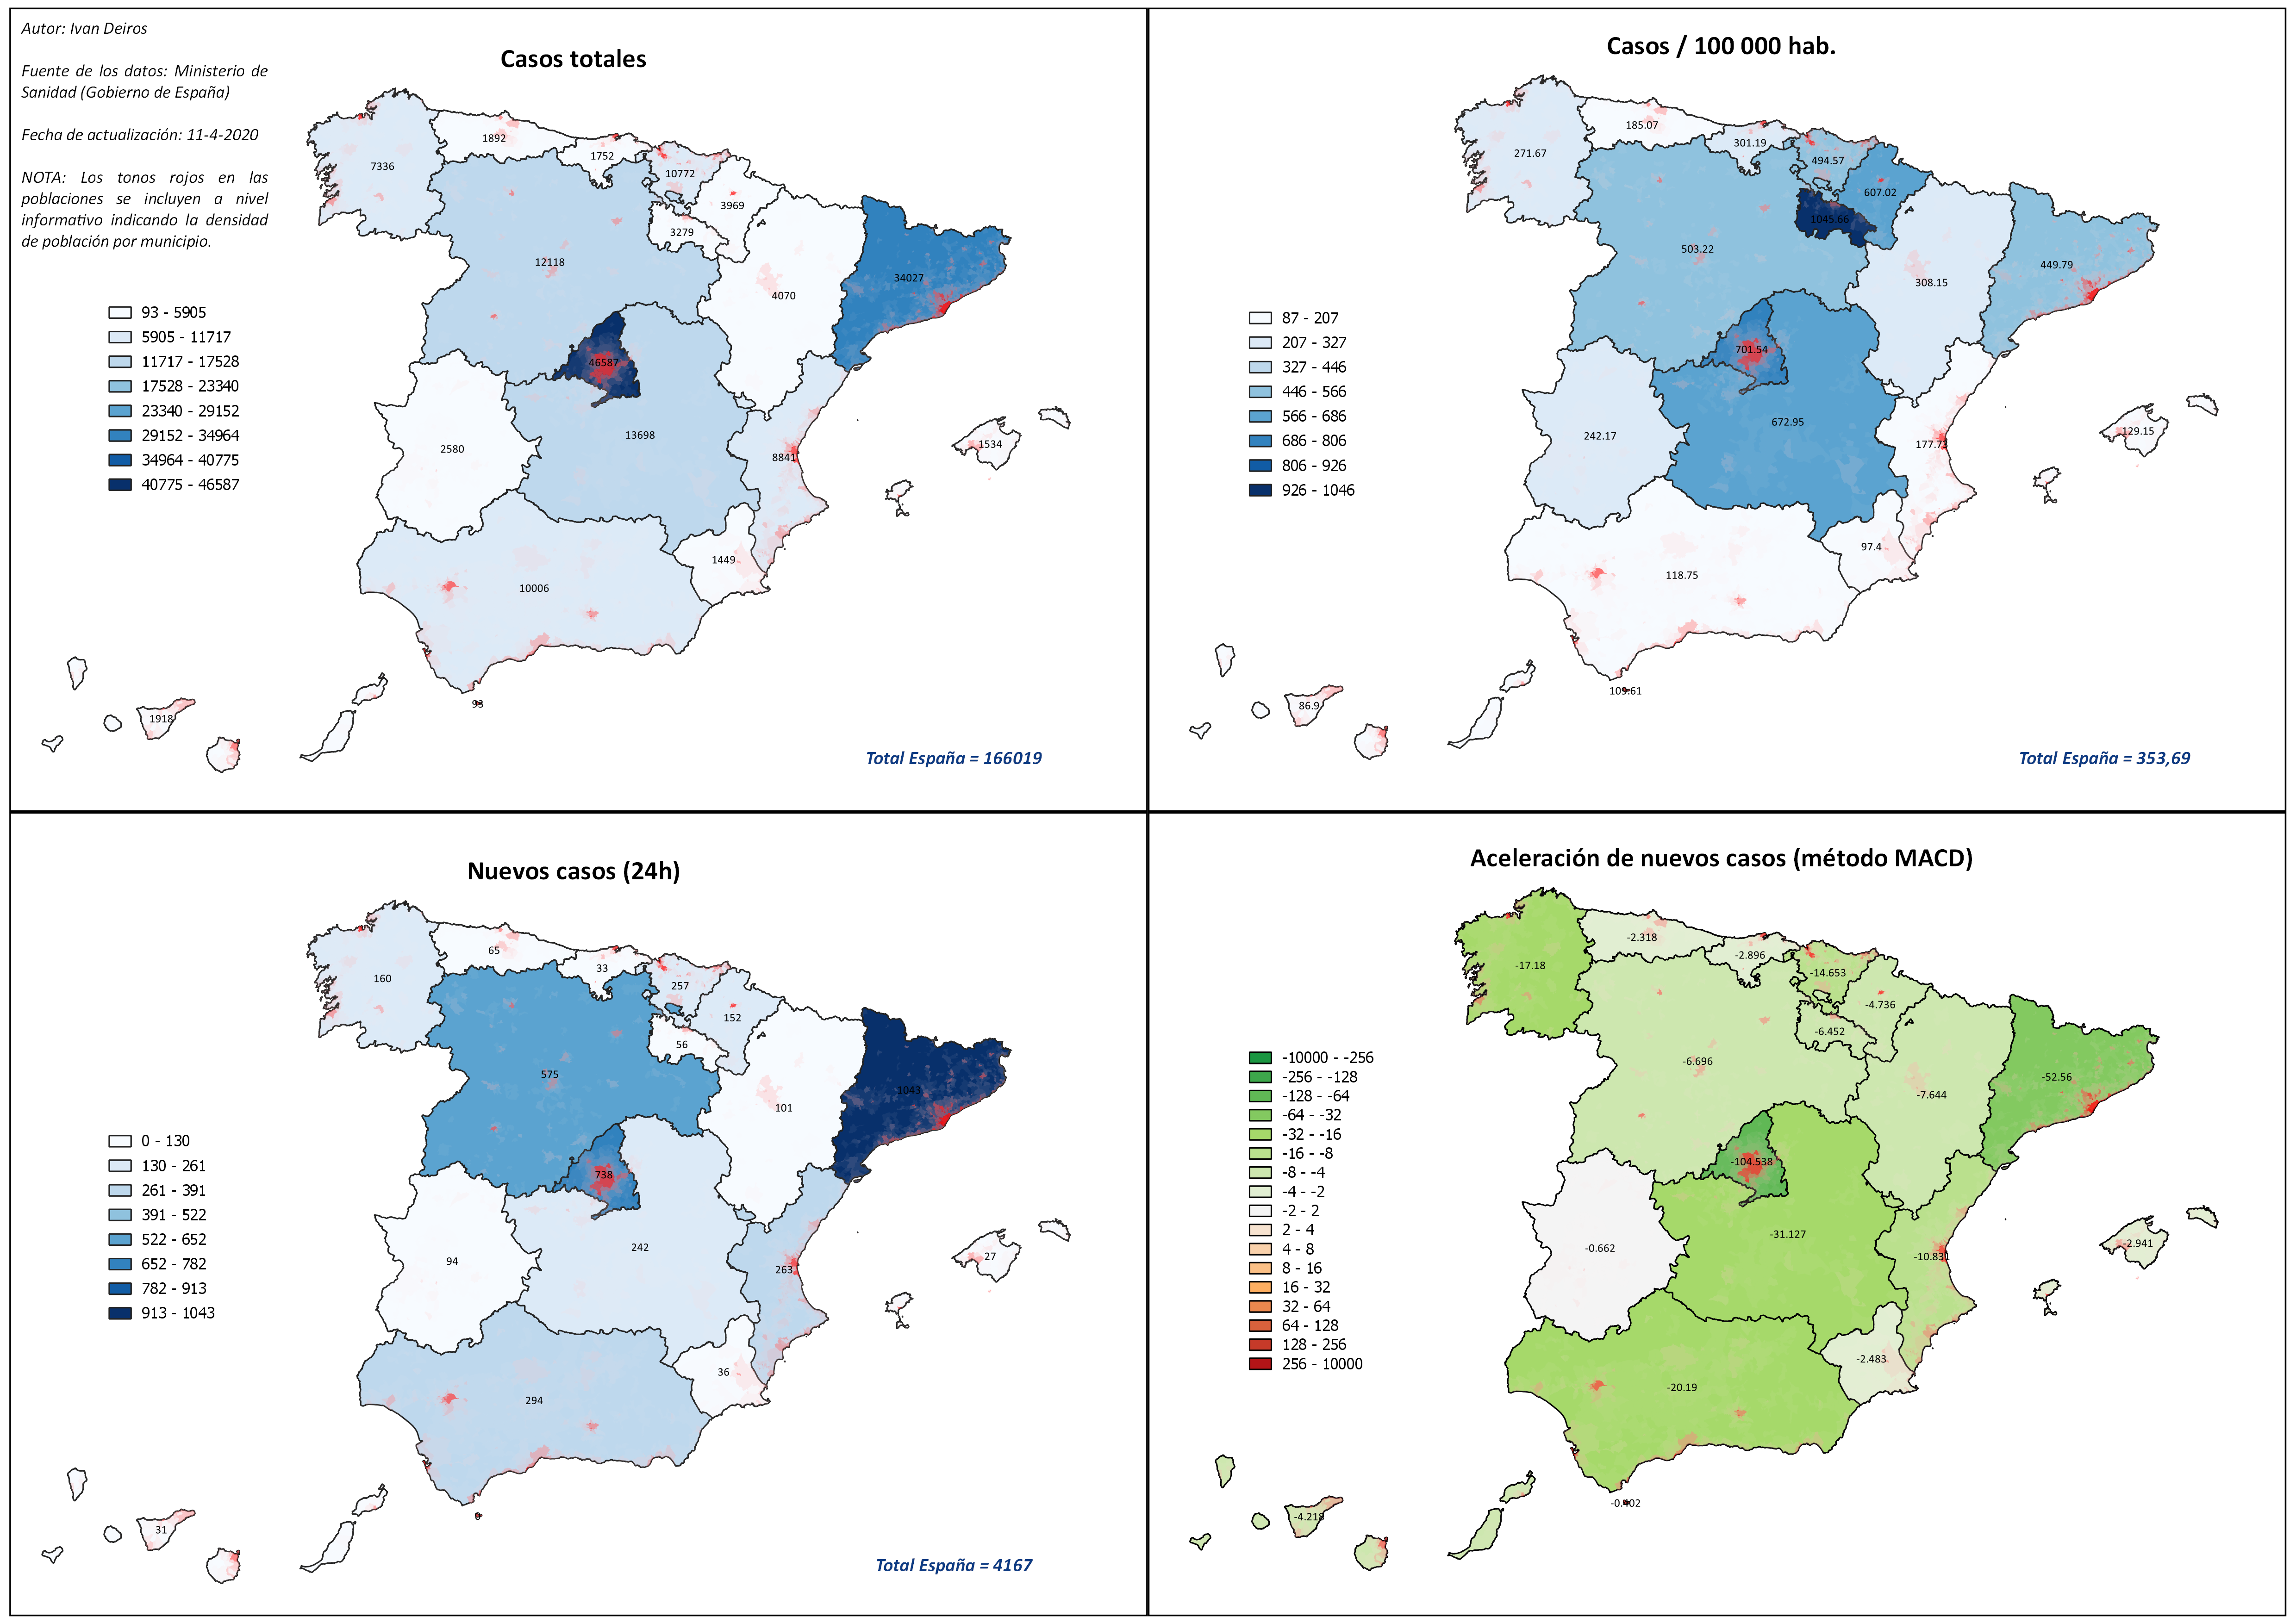 Autor: Ivan Deiros
Fuente de los datos: Ministerio de
Sanidad (Gobierno de España)
Fecha de actualización: 11-4-2020
NOTA: Los tonos rojos en las
poblaciones se incluyen a nivel
informativo indicando la densidad
de población por municipio.
Casos totales
7336
1892
1752
10772
3969
3279
12118
4070
34027
46587
13698
2580
8841
1534
1449
10006
93
1918
93 - 5905
5905 - 11717
11717 - 17528
17528 - 23340
23340 - 29152
29152 - 34964
34964 - 40775
40775 - 46587
Total España = 166019
Casos / 100 000 hab.
271.67
185.07
301.19
494.57
607.02
1045.66
503.22
308.15
449.79
701.54
672.95
242.17
177.73
129.15
97.4
118.75
109.61
86.9
87 - 207
207 - 327
327 - 446
446 - 566
566 - 686
686 - 806
806 - 926
926 - 1046
Total España = 353,69
Nuevos casos (24h)
160
65
33
257
152
56
575
101
1043
738
242
94
263
27
36
294
0
31
0 - 130
130 - 261
261 - 391
391 - 522
522 - 652
652 - 782
782 - 913
913 - 1043
Total España = 4167
Aceleración de nuevos casos (método MACD)
-17.18
-2.318
-2.896
-14.653
-4.736
-6.452
-6.696
-7.644
-52.56
-104.538
-31.127
-0.662
-10.831
-2.941
-2.483
-20.19
-0.402
-4.218
-10000 - -256
-256 - -128
-128 - -64
-64 - -32
-32 - -16
-16 - -8
-8 - -4
-4 - -2
-2 - 2
2 - 4
4 - 8
8 - 16
16 - 32
32 - 64
64 - 128
128 - 256
256 - 10000